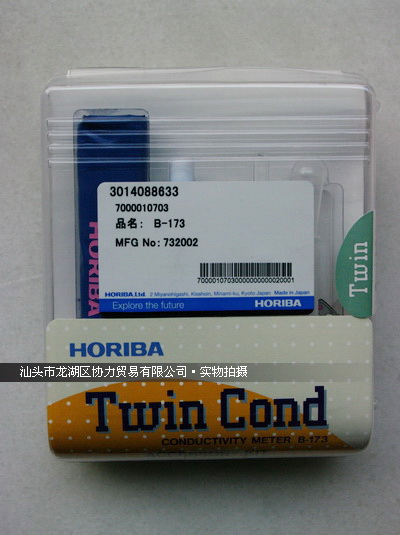 3014088633
7000010703
品名: B-173
MFG No: 732002
7000010703000000000020001
HORIBA,Ltd. 2 Miyanohigashi, Kisshoin, Minami-ku, Kyoto Japan Made in Japan
Explore the future HORIBA
HORIBA
Twin
HORIBA
汕头市龙湖区协力贸易有限公司·实物拍摄
Twin Cond
CONDUCTIVITY METER B-173